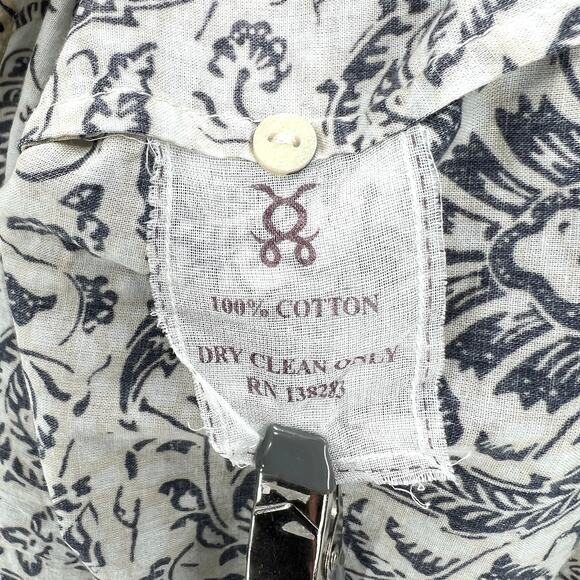 100% COTTON
DRY CLEAN ONLY
RN 138283